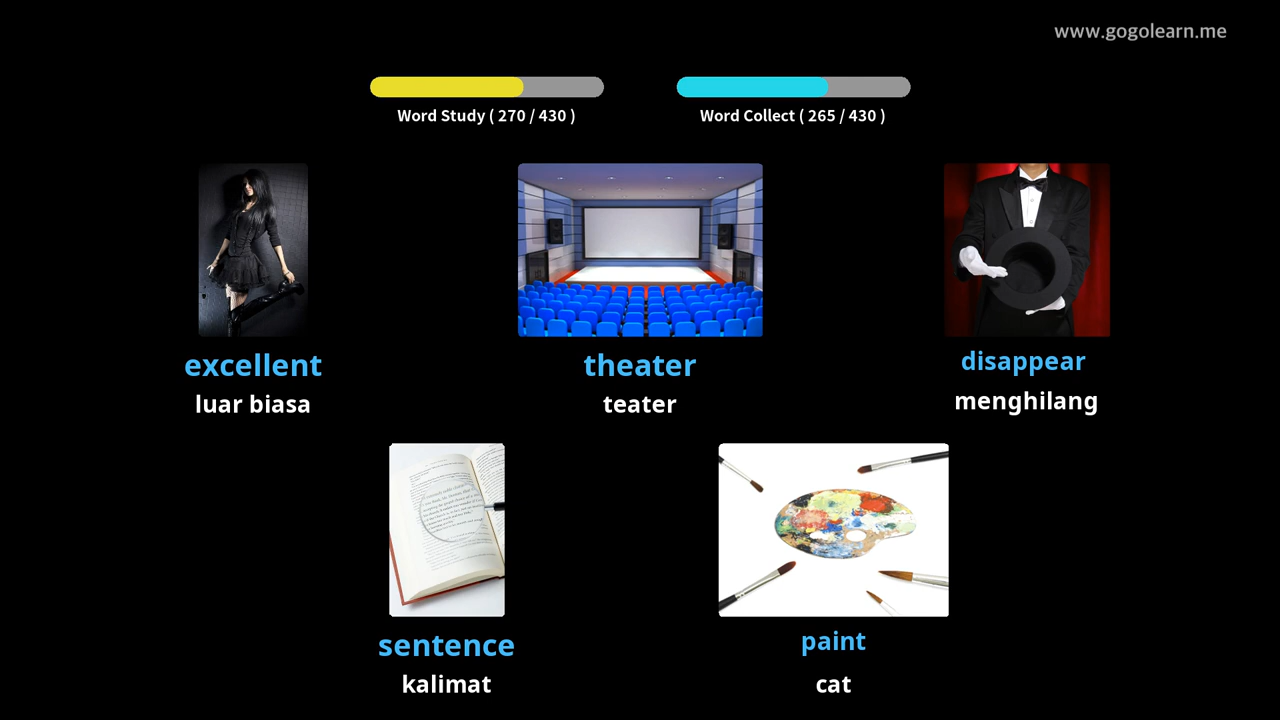 www.gogolearn.me
Word Study ( 270 / 430 )
Word Collect ( 265 / 430 )
excellent
luar biasa
theater
teater
disappear
menghilang
sentence
kalimat
paint
cat